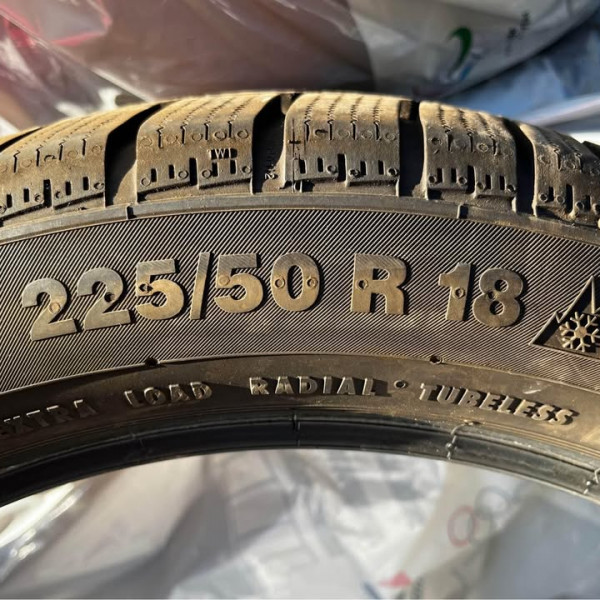 225/50 R 18
EXTRA LOAD RADIAL • TUBELESS